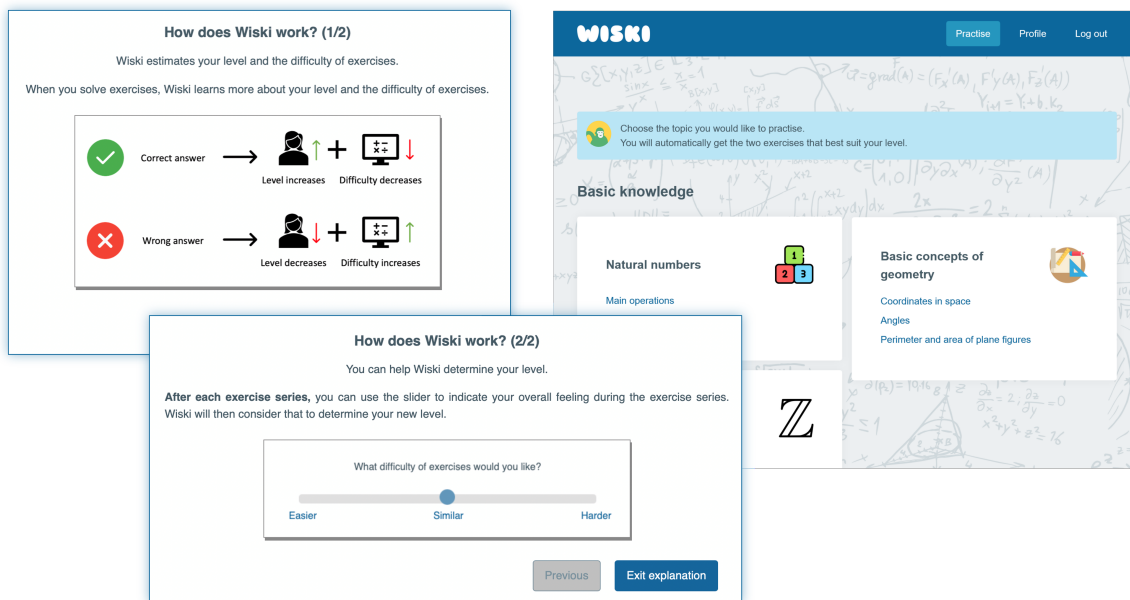 How does Wiski work? (1/2)
Wiski estimates your level and the difficulty of exercises.
When you solve exercises, Wiski learns more about your level and the difficulty of exercises.
Correct answer
Level increases
Difficulty decreases
Wrong answer
Level decreases
Difficulty increases
How does Wiski work? (2/2)
You can help Wiski determine your level.
After each exercise series, you can use the slider to indicate your overall feeling during the exercise series.
Wiski will then consider that to determine your new level.
What difficulty of exercises would you like?
Easier
Similar
Harder
Previous
Exit explanation
WISKI
Practise
Profile
Log out
Choose the topic you would like to practise.
You will automatically get the two exercises that best suit your level.
Basic knowledge
Natural numbers
1
2 3
Main operations
Basic concepts of
geometry
Coordinates in space
Angles
Perimeter and area of plane figures
ℤ